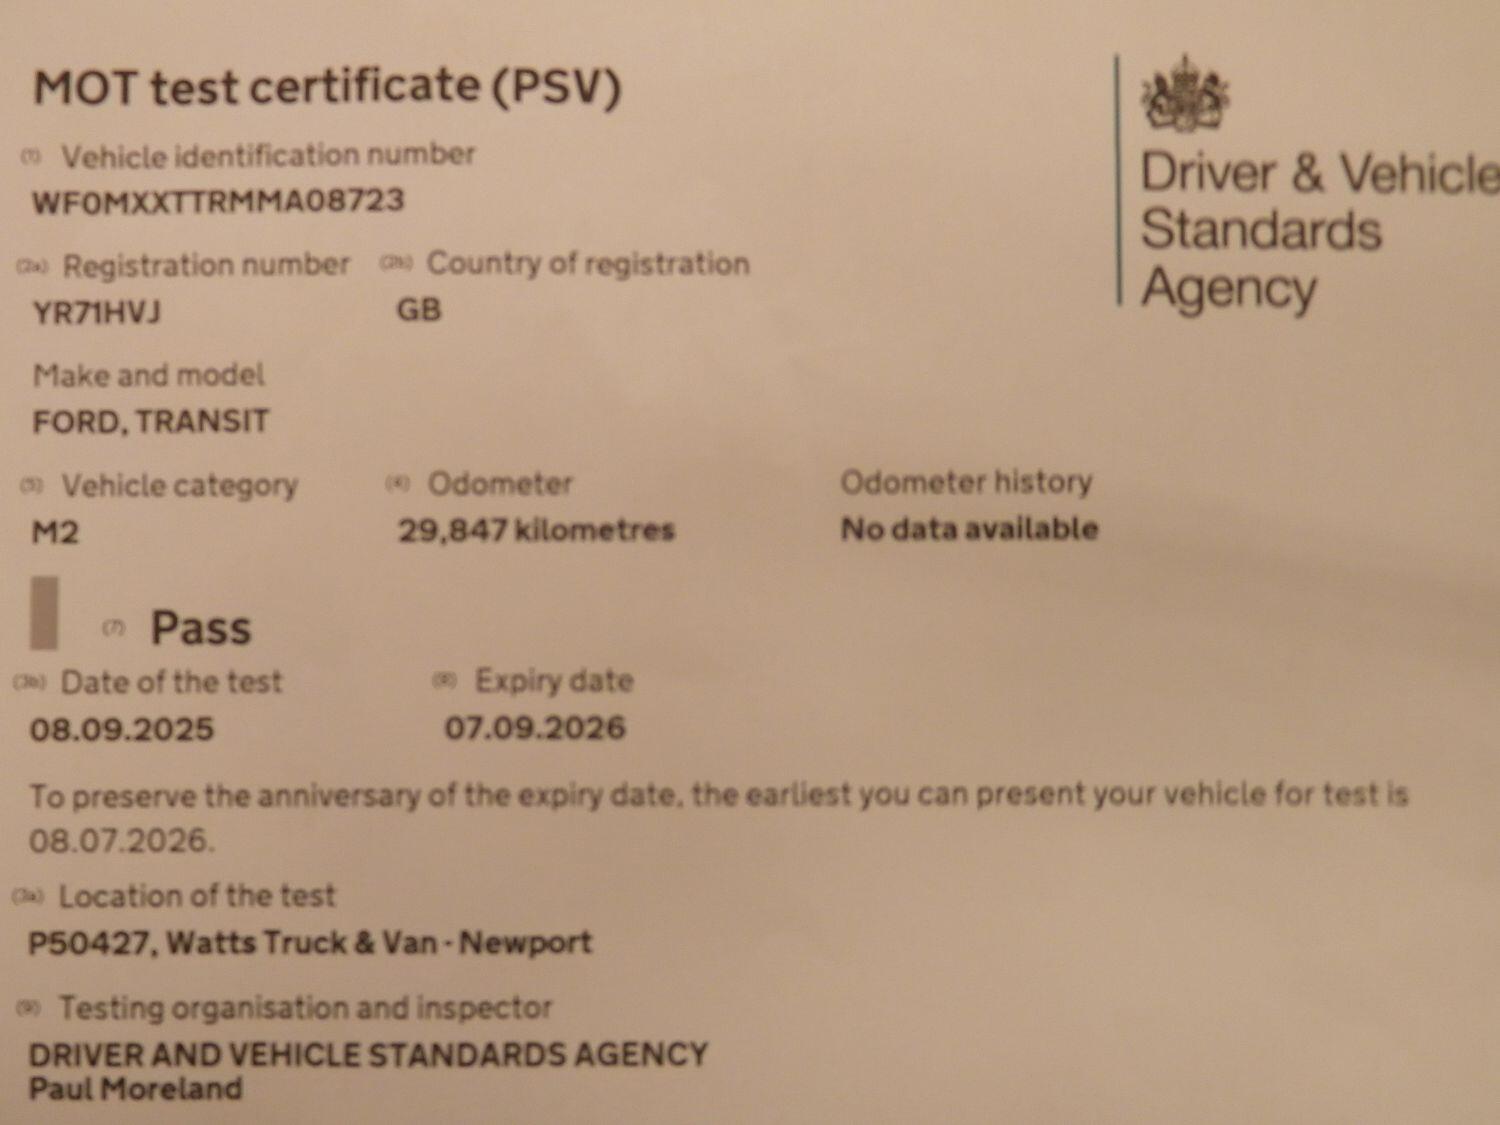 MOT test certificate (PSV)
(1) Vehicle identification number
WF0MXXTTRMMA08723
(2a) Registration number (2b) Country of registration
YR71HVJ GB
Make and model
FORD, TRANSIT
(5) Vehicle category (4) Odometer Odometer history
M2 29,847 kilometres No data available
(7) Pass
(3b) Date of the test (8) Expiry date
08.09.2025 07.09.2026
To preserve the anniversary of the expiry date, the earliest you can present your vehicle for test is
08.07.2026.
(3a) Location of the test
P50427, Watts Truck & Van - Newport
(9) Testing organisation and inspector
DRIVER AND VEHICLE STANDARDS AGENCY
Paul Moreland
Driver & Vehicle
Standards
Agency